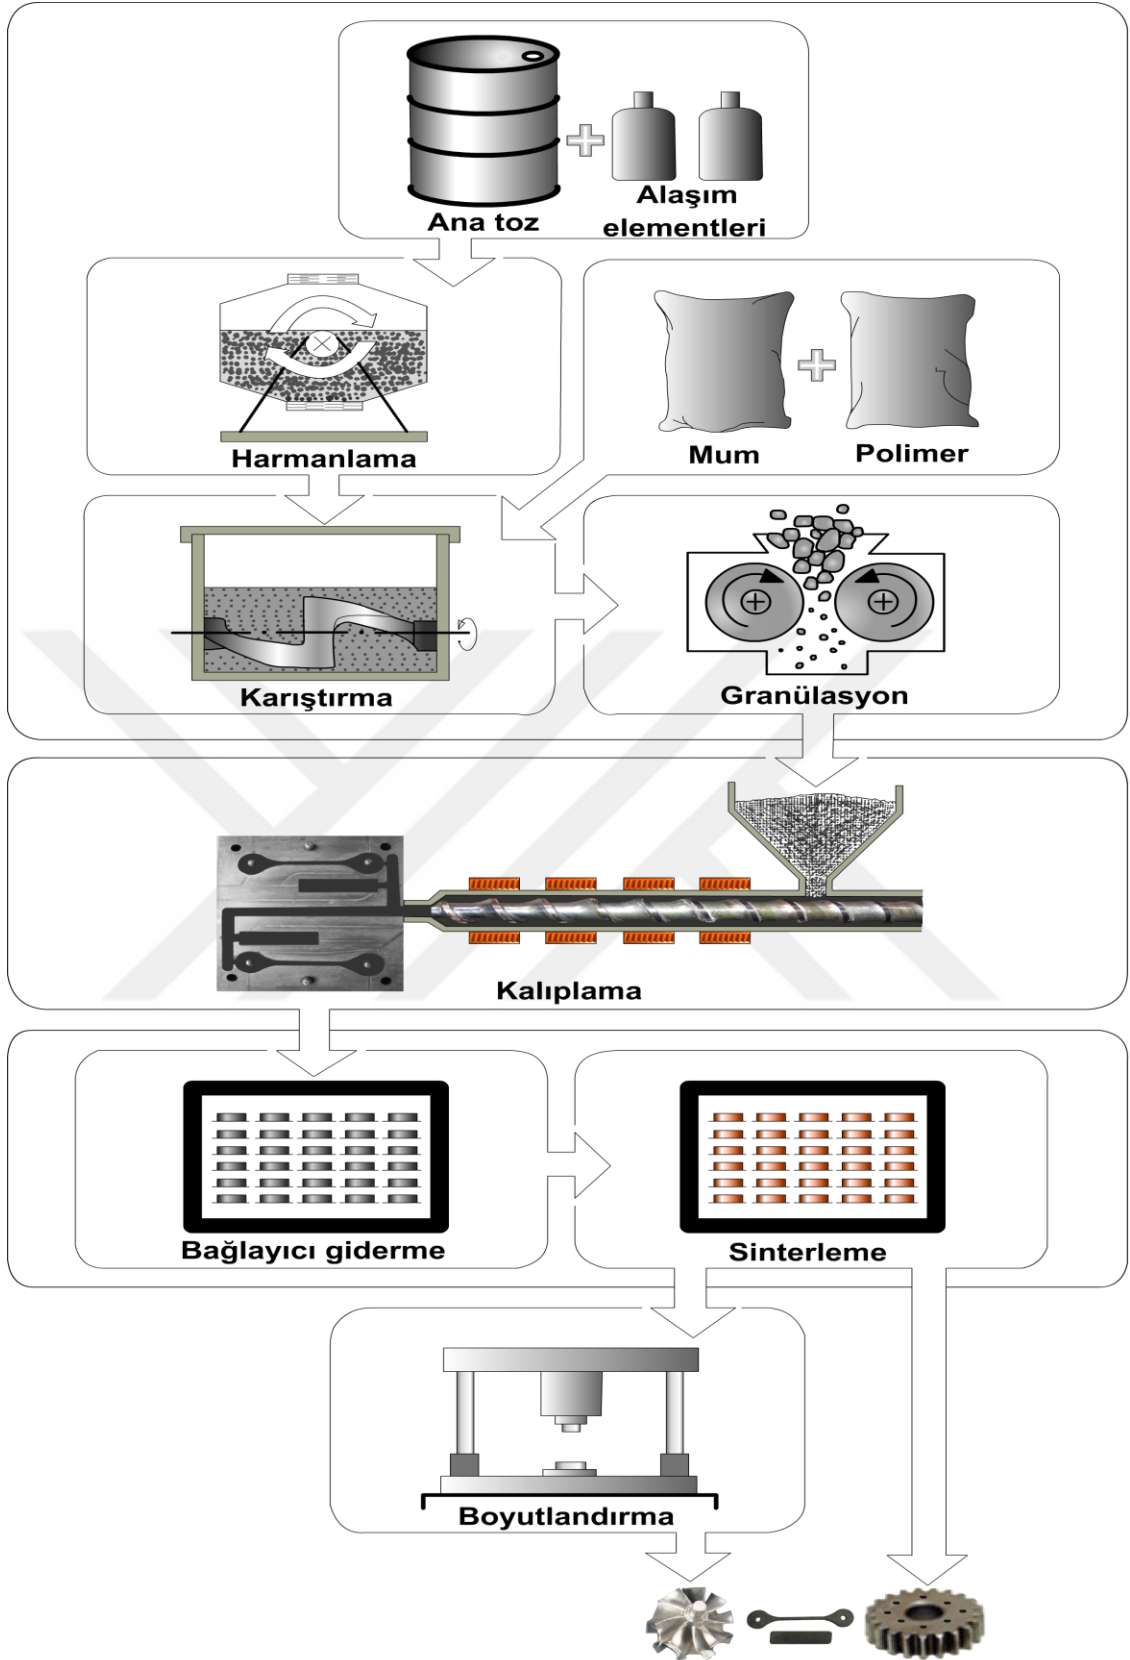 Ana toz
Alaşım
elementleri
Harmanlama
Mum
Polimer
Karıştırma
Granülasyon
Kalıplama
Bağlayıcı giderme
Sinterleme
Boyutlandırma